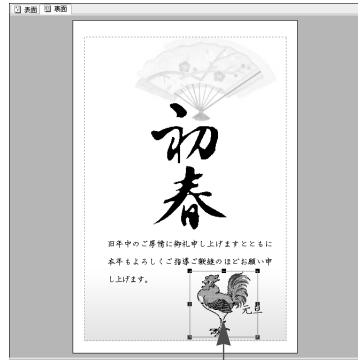 表面 裏面
初春
旧年中のご厚情に御礼申し上げますとともに
本年もよろしくご指導ご鞭撻のほどお願い申
し上げます。
元旦